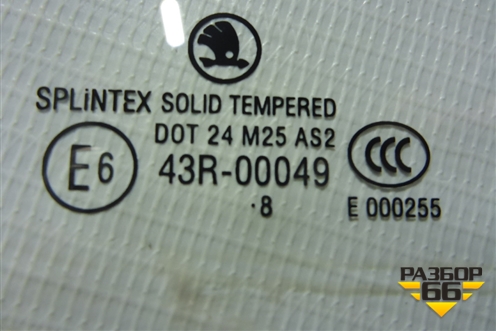 SPLiNTEX SOLID TEMPERED
DOT 24 M25 AS2
E6 43R-00049 CCC
.8 E 000255
РАЗБОР
66